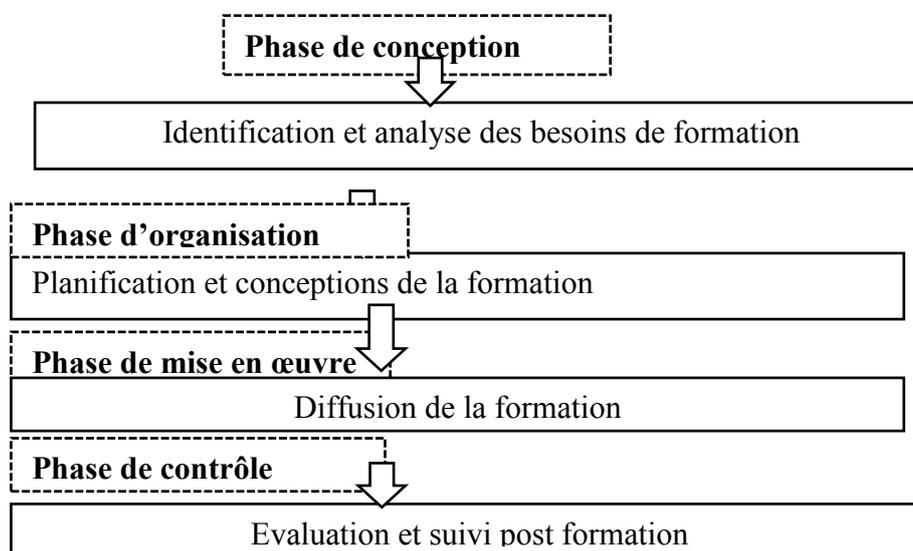 Phase de conception
Identification et analyse des besoins de formation
Phase d’organisation
Planification et conceptions de la formation
Phase de mise en œuvre
Diffusion de la formation
Phase de contrôle
Evaluation et suivi post formation